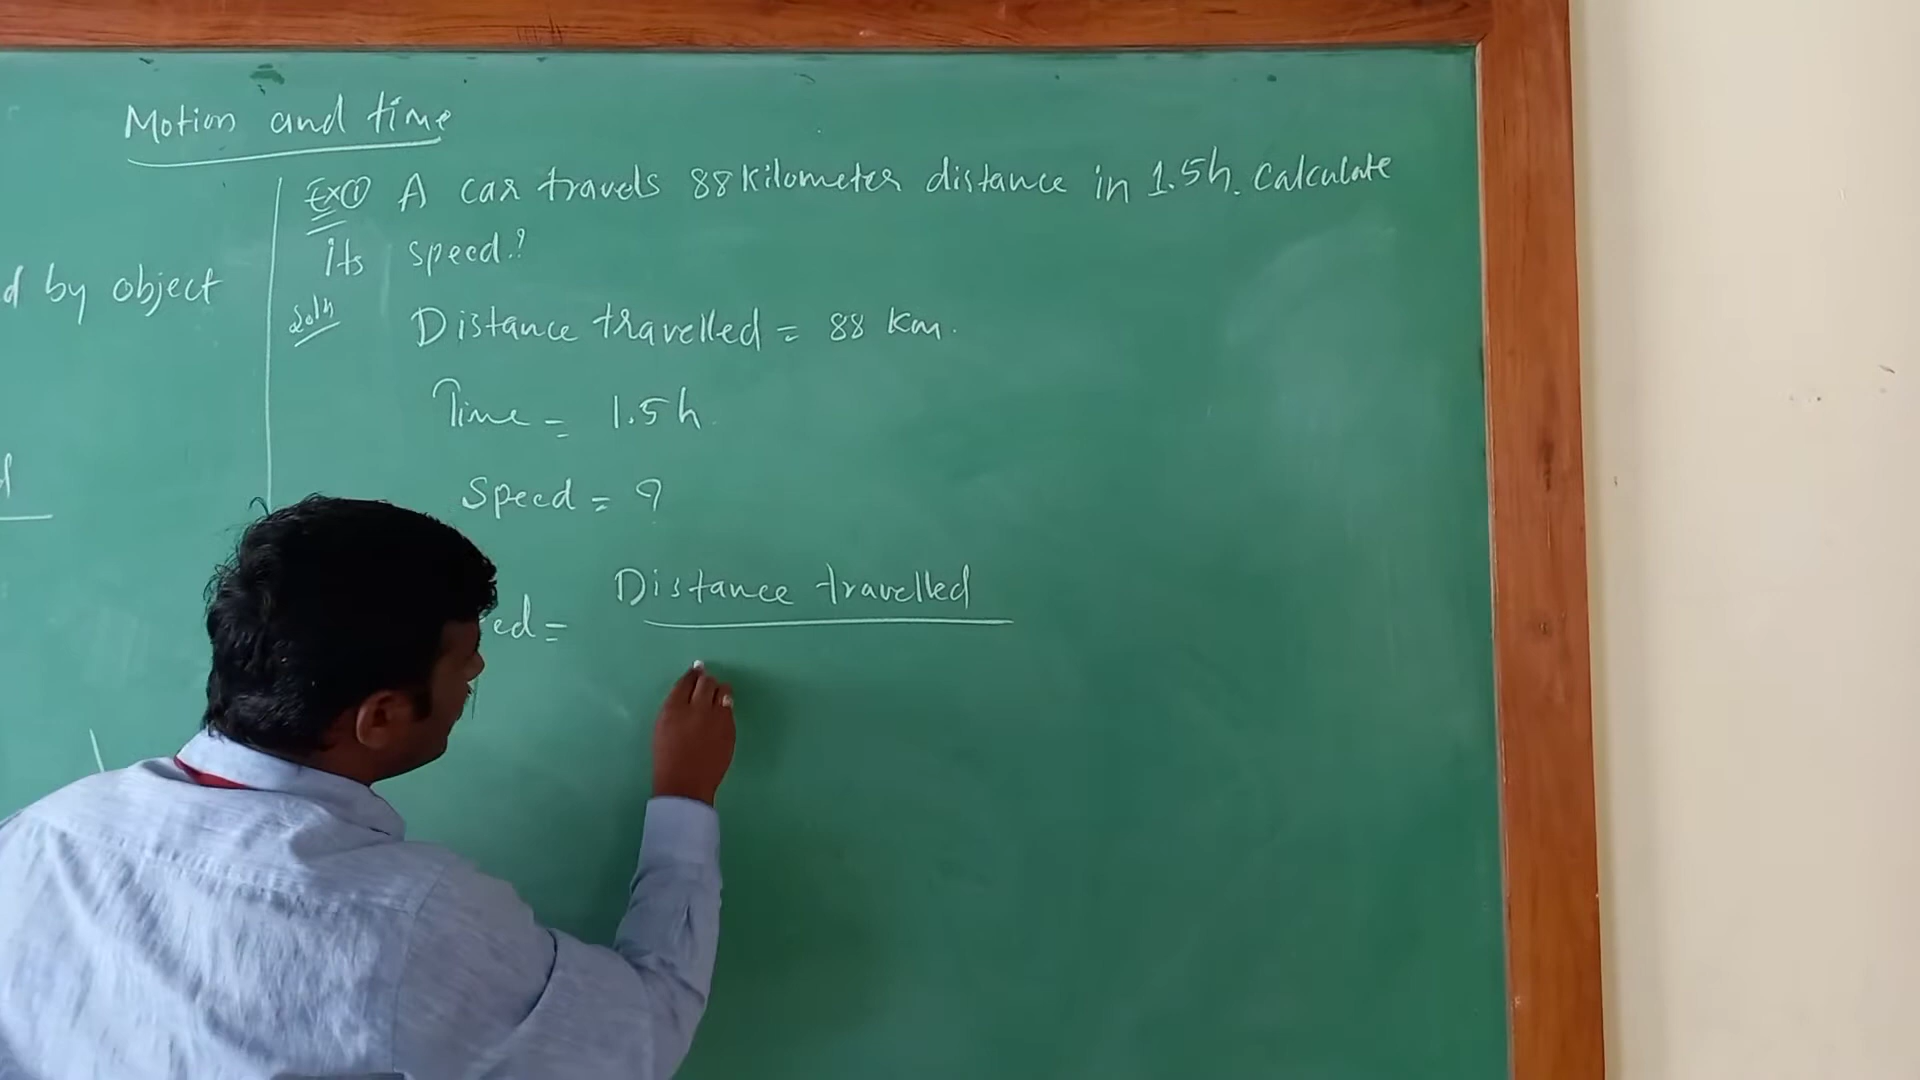 Motion and time
Ex① A car travels 88 Kilometer distance in 1.5h. Calculate
its speed?
Soln Distance travelled = 88 Km.
d by object
Time = 1.5 h.
Speed = ?
Distance travelled
ed =